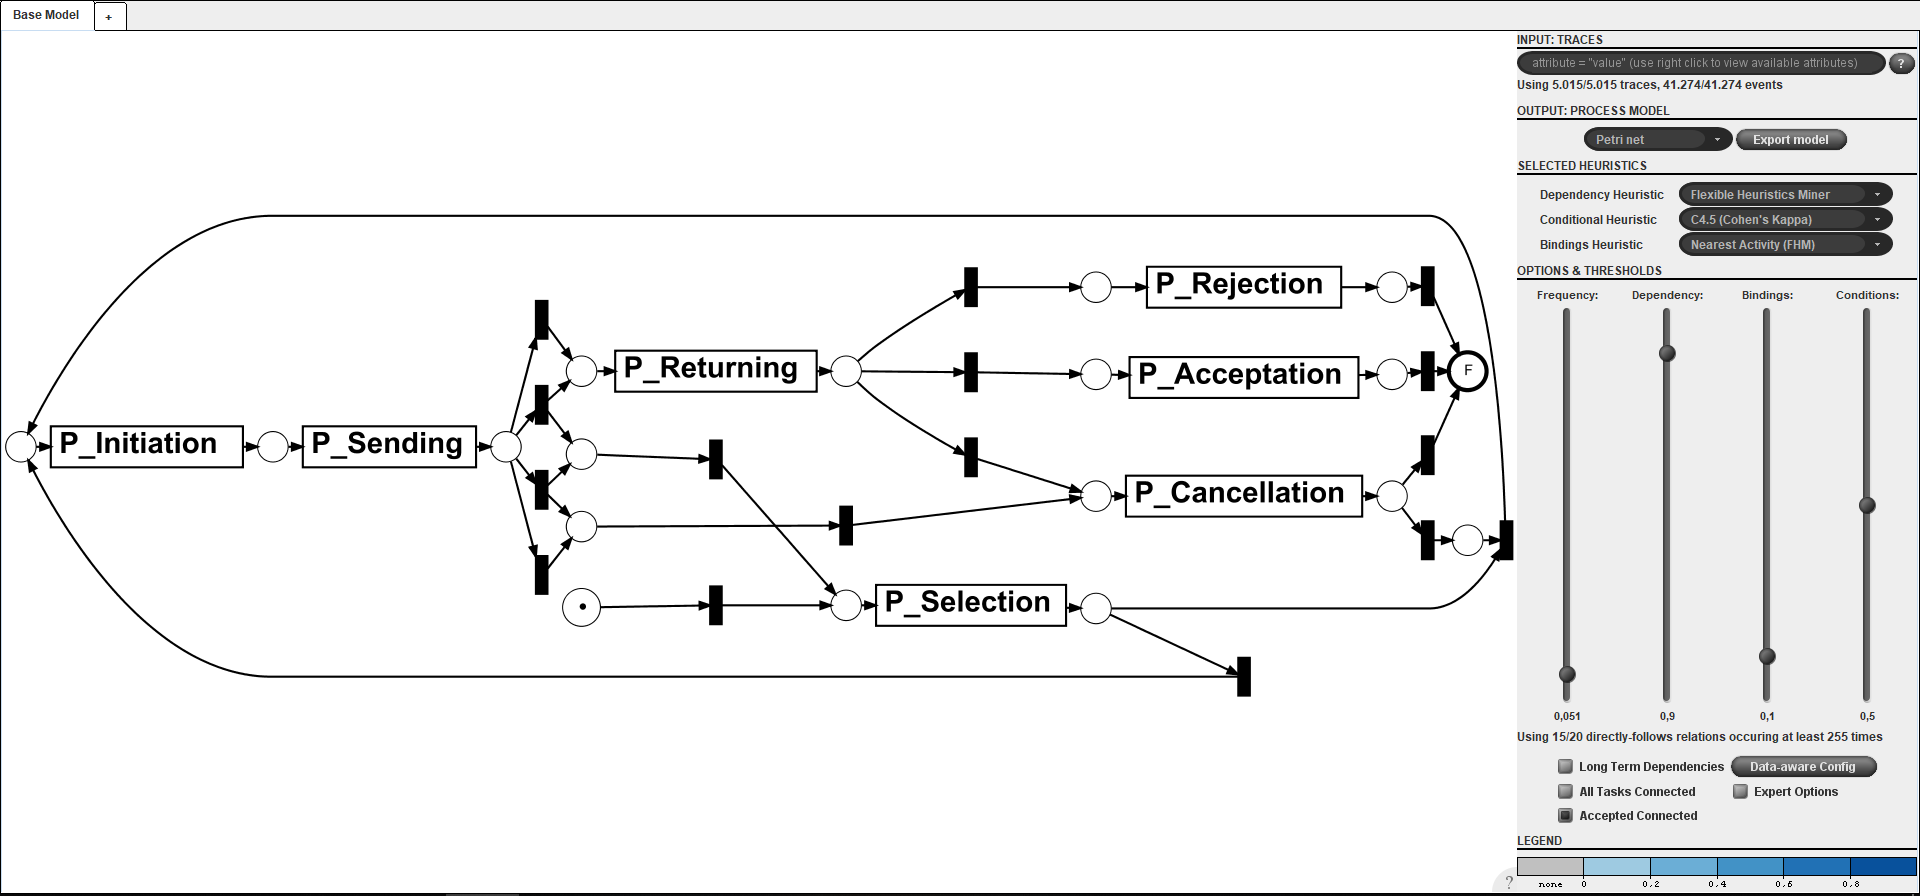 Base Model
+
INPUT: TRACES
attribute = "value" (use right click to view available attributes)
?
Using 5.015/5.015 traces, 41.274/41.274 events
OUTPUT: PROCESS MODEL
Petri net
Export model
SELECTED HEURISTICS
Dependency Heuristic
Flexible Heuristics Miner
Conditional Heuristic
C4.5 (Cohen's Kappa)
Bindings Heuristic
Nearest Activity (FHM)
OPTIONS & THRESHOLDS
Frequency: Dependency: Bindings: Conditions:
P_Rejection
P_Returning
P_Acceptation
F
P_Initiation
P_Sending
P_Cancellation
P_Selection
0,051 0,9 0,1 0,5
Using 15/20 directly-follows relations occuring at least 255 times
Long Term Dependencies
Data-aware Config
All Tasks Connected
Expert Options
Accepted Connected
LEGEND
none 0 0.2 0.4 0.6 0.8
?